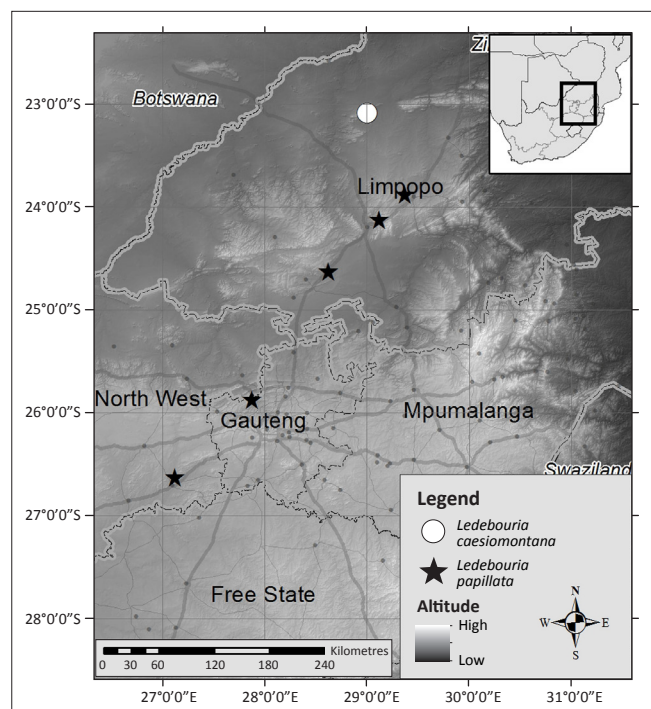 Zi
Botswana
23°0'0"S
Limpopo
24°0'0"S
25°0'0"S
North West
26°0'0"S
Gauteng
Mpumalanga
Swaziland
27°0'0"S
Free State
28°0'0"S
Legend
Ledebouria
caesiomontana
Ledebouria
papillata
Altitude
High
Low
N
W E
S
Kilometres
0 30 60 120 180 240
27°0'0"E 28°0'0"E 29°0'0"E 30°0'0"E 31°0'0"E